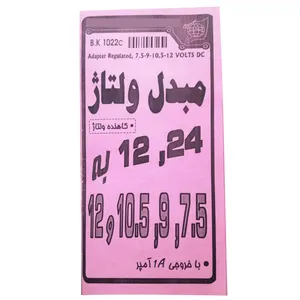 B.K 1022c
Adapter Regulated, 7.5-9-10.5-12 VOLTS DC
مبدل ولتاژ
• کاهنده ولتاژ •
24 , 12 به
7.5 , 9 , 10.5 و 12
• با خروجی 1A آمپر